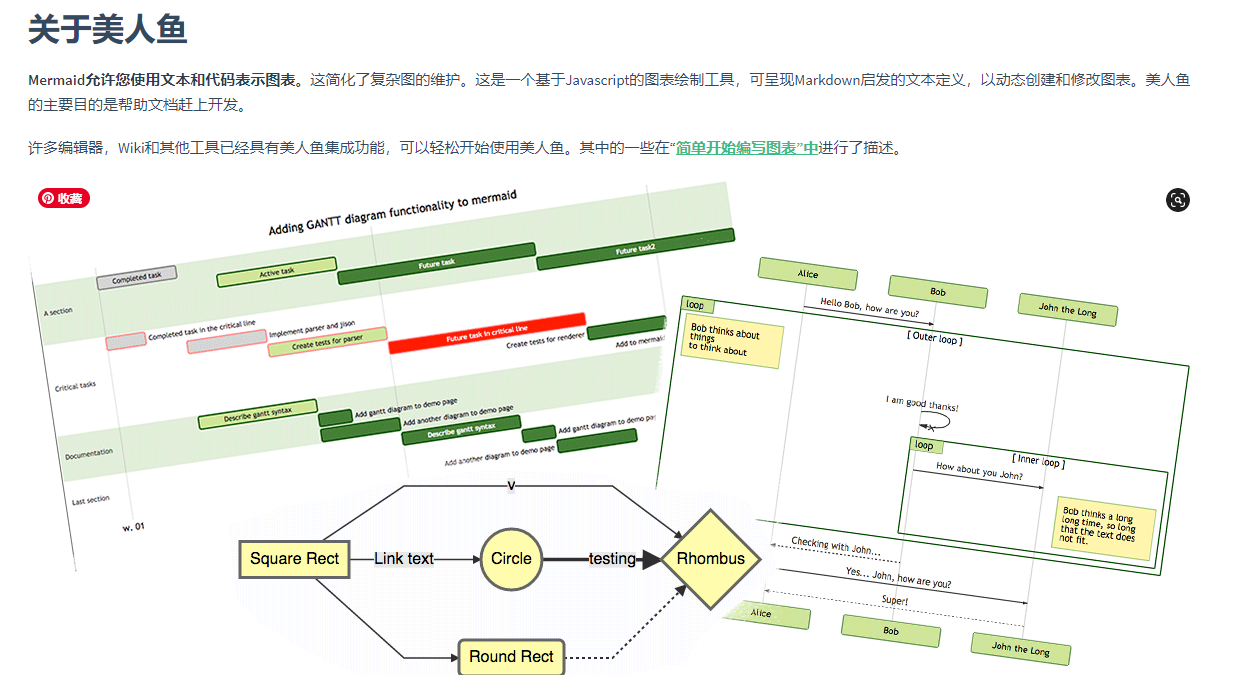 关于美人鱼
Mermaid允许您使用文本和代码表示图表。这简化了复杂图的维护。这是一个基于Javascript的图表绘制工具，可呈现Markdown启发的文本定义，以动态创建和修改图表。美人鱼
的主要目的是帮助文档赶上开发。
许多编辑器，Wiki和其他工具已经具有美人鱼集成功能，可以轻松开始使用美人鱼。其中的一些在“简单开始编写图表”中进行了描述。
收藏
Adding GANTT diagram functionality to mermaid
Completed task
Active task
Future task
Future task2
A section
Completed task in the critical line
Implement parser and jison
Create tests for parser
Future task in critical line
Create tests for renderer
Add to mermaid
Critical tasks
Describe gantt syntax
Add gantt diagram to demo page
Add another diagram to demo page
Describe gantt syntax
Add gantt diagram to demo
Add another diagram to demo page
Documentation
Last section
w. 01
Square Rect
Link text
Circle
testing
Rhombus
Round Rect
Alice
Bob
John the Long
Hello Bob, how are you?
loop
[ Outer loop ]
Bob thinks about
things
to think about
I am good thanks!
loop
[ Inner loop ]
How about you John?
Bob thinks a long
long time, so long
that the text does
not fit.
Checking with John...
Yes... John, how are you?
Super!
Alice
Bob
John the Long